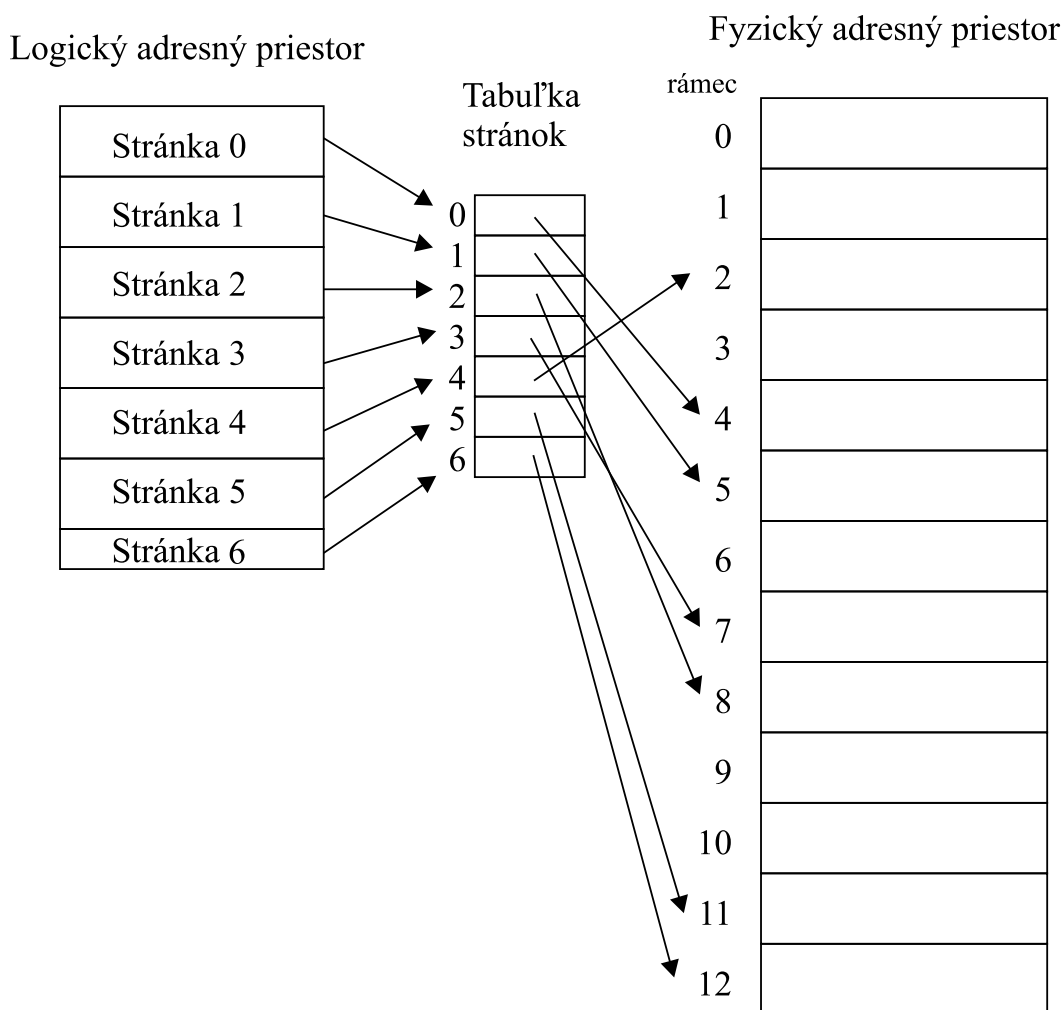 Logický adresný priestor
Stránka 0
Stránka 1
Stránka 2
Stránka 3
Stránka 4
Stránka 5
Stránka 6
Tabuľka
stránok
0
1
2
3
4
5
6
Fyzický adresný priestor
rámec
0
1
2
3
4
5
6
7
8
9
10
11
12